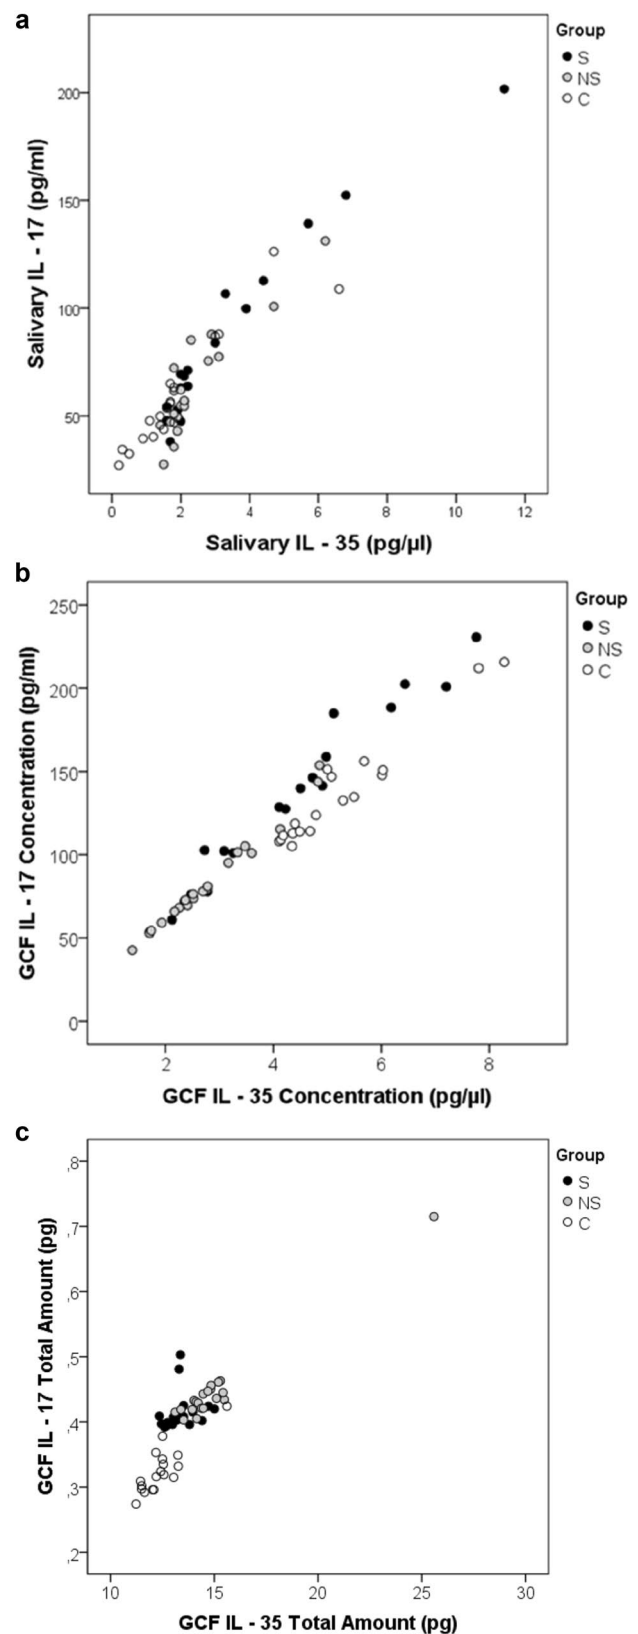 a
Group
S
NS
C
200
150
100
50
Salivary IL - 17 (pg/ml)
0 2 4 6 8 10 12
Salivary IL - 35 (pg/µl)
b
Group
S
NS
C
250
200
150
100
50
0
GCF IL - 17 Concentration (pg/ml)
2 4 6 8
GCF IL - 35 Concentration (pg/µl)
c
Group
S
NS
C
,8
,7
,6
,5
,4
,3
,2
GCF IL - 17 Total Amount (pg)
10 15 20 25 30
GCF IL - 35 Total Amount (pg)